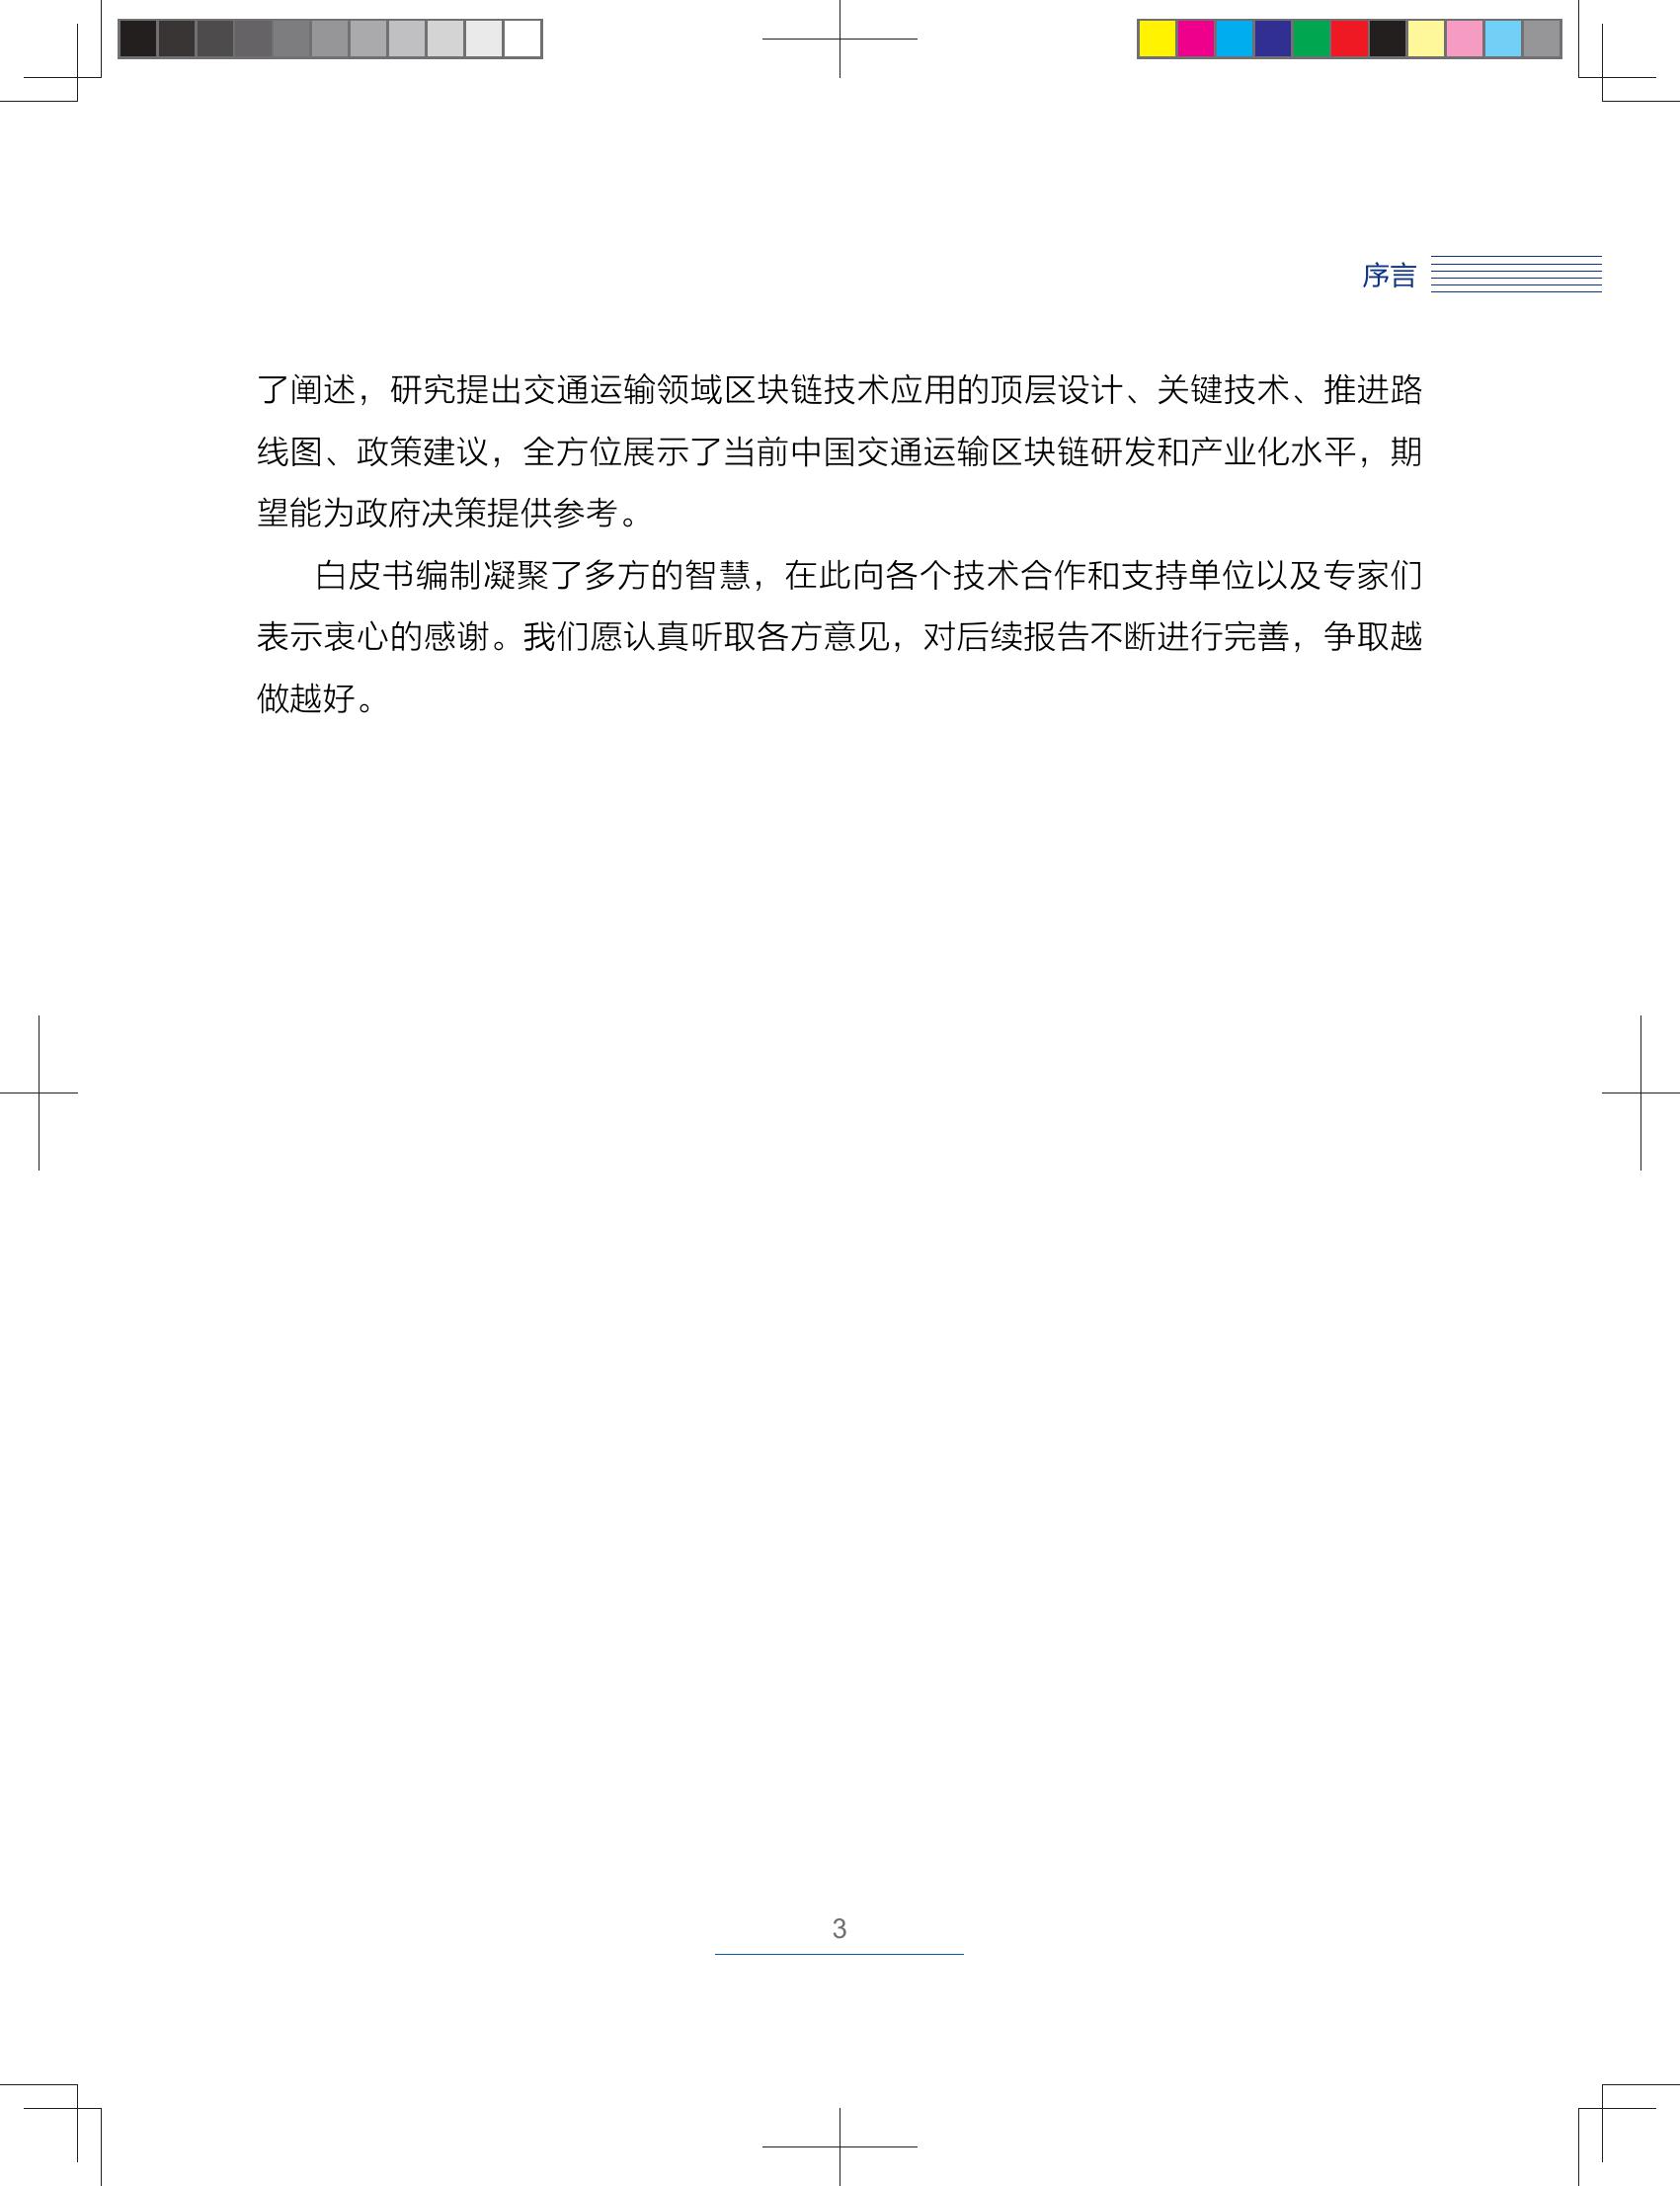 序言
了阐述，研究提出交通运输领域区块链技术应用的顶层设计、关键技术、推进路
线图、政策建议，全方位展示了当前中国交通运输区块链研发和产业化水平，期
望能为政府决策提供参考。
白皮书编制凝聚了多方的智慧，在此向各个技术合作和支持单位以及专家们
表示衷心的感谢。我们愿认真听取各方意见，对后续报告不断进行完善，争取越
做越好。
3